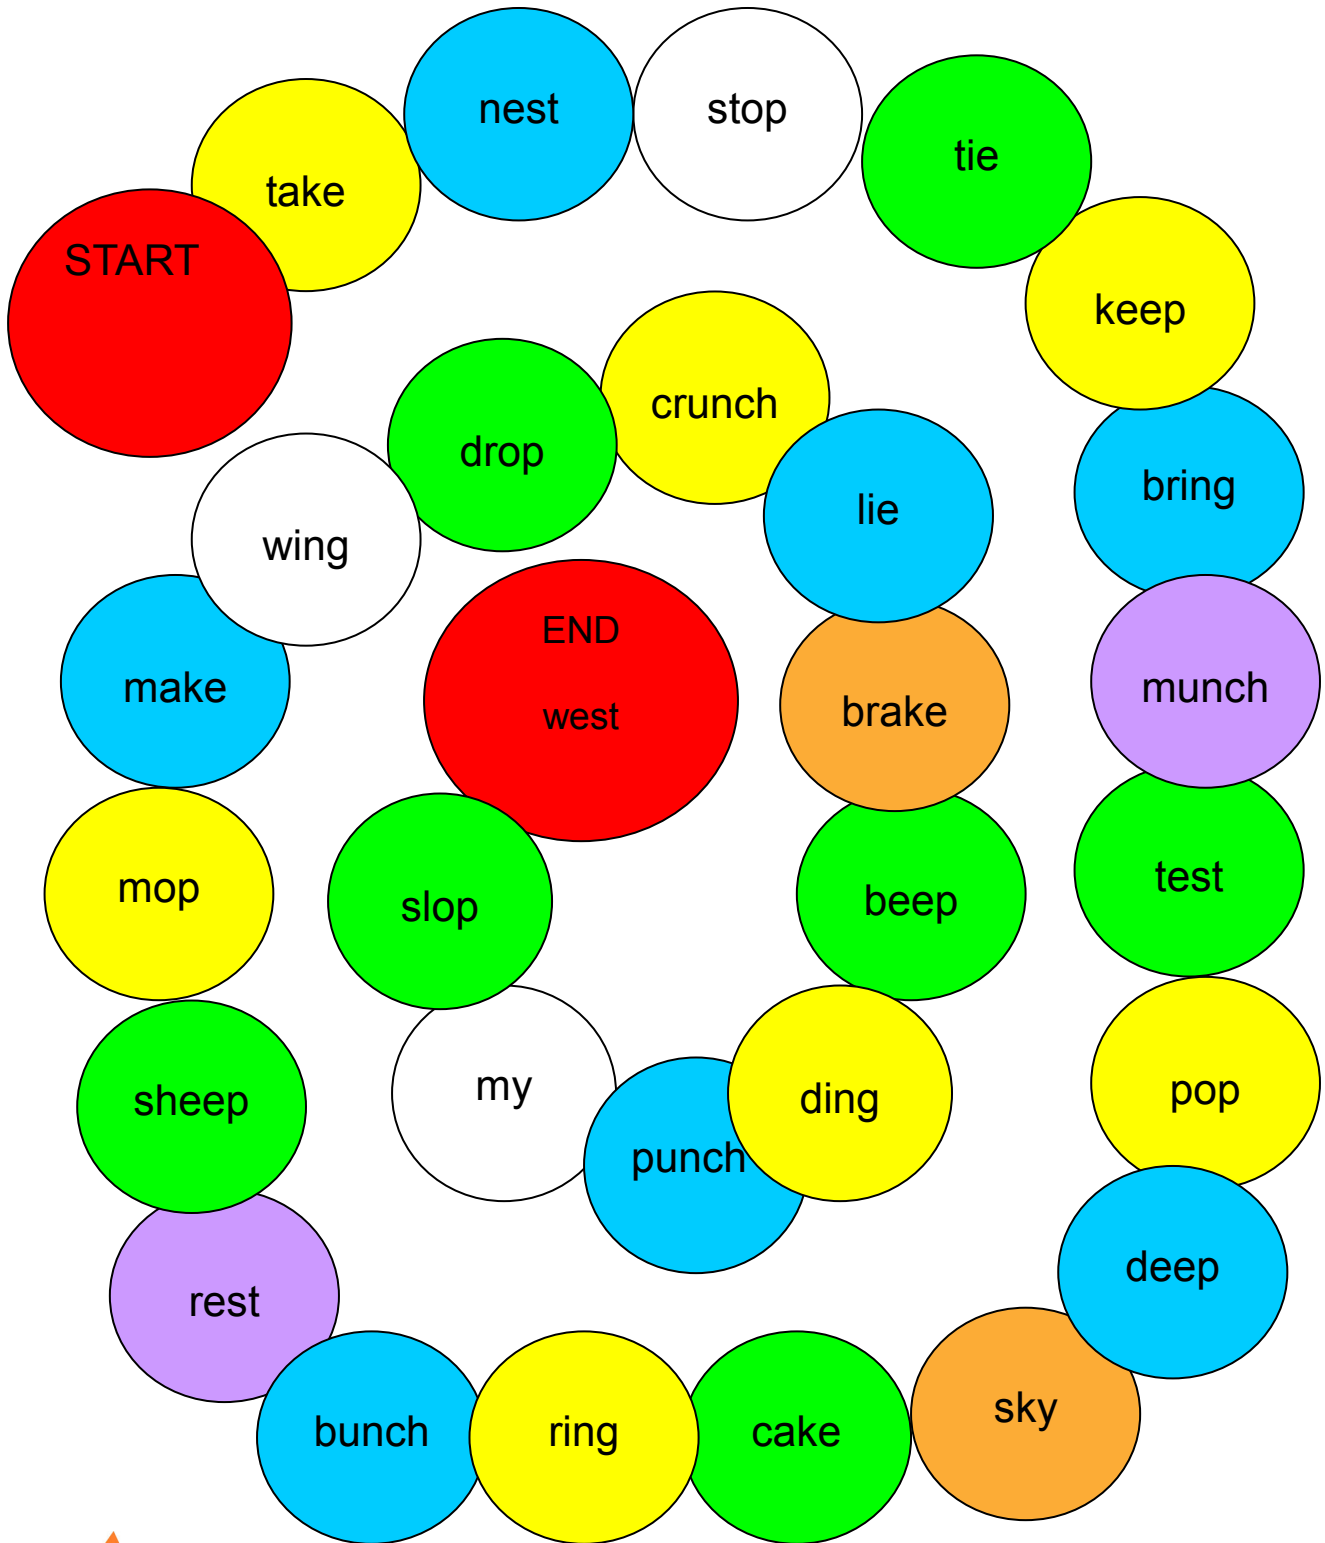 START
take
nest
stop
tie
keep
bring
munch
test
pop
deep
sky
cake
ring
bunch
rest
sheep
mop
make
wing
drop
crunch
lie
brake
beep
ding
punch
my
slop
END
west